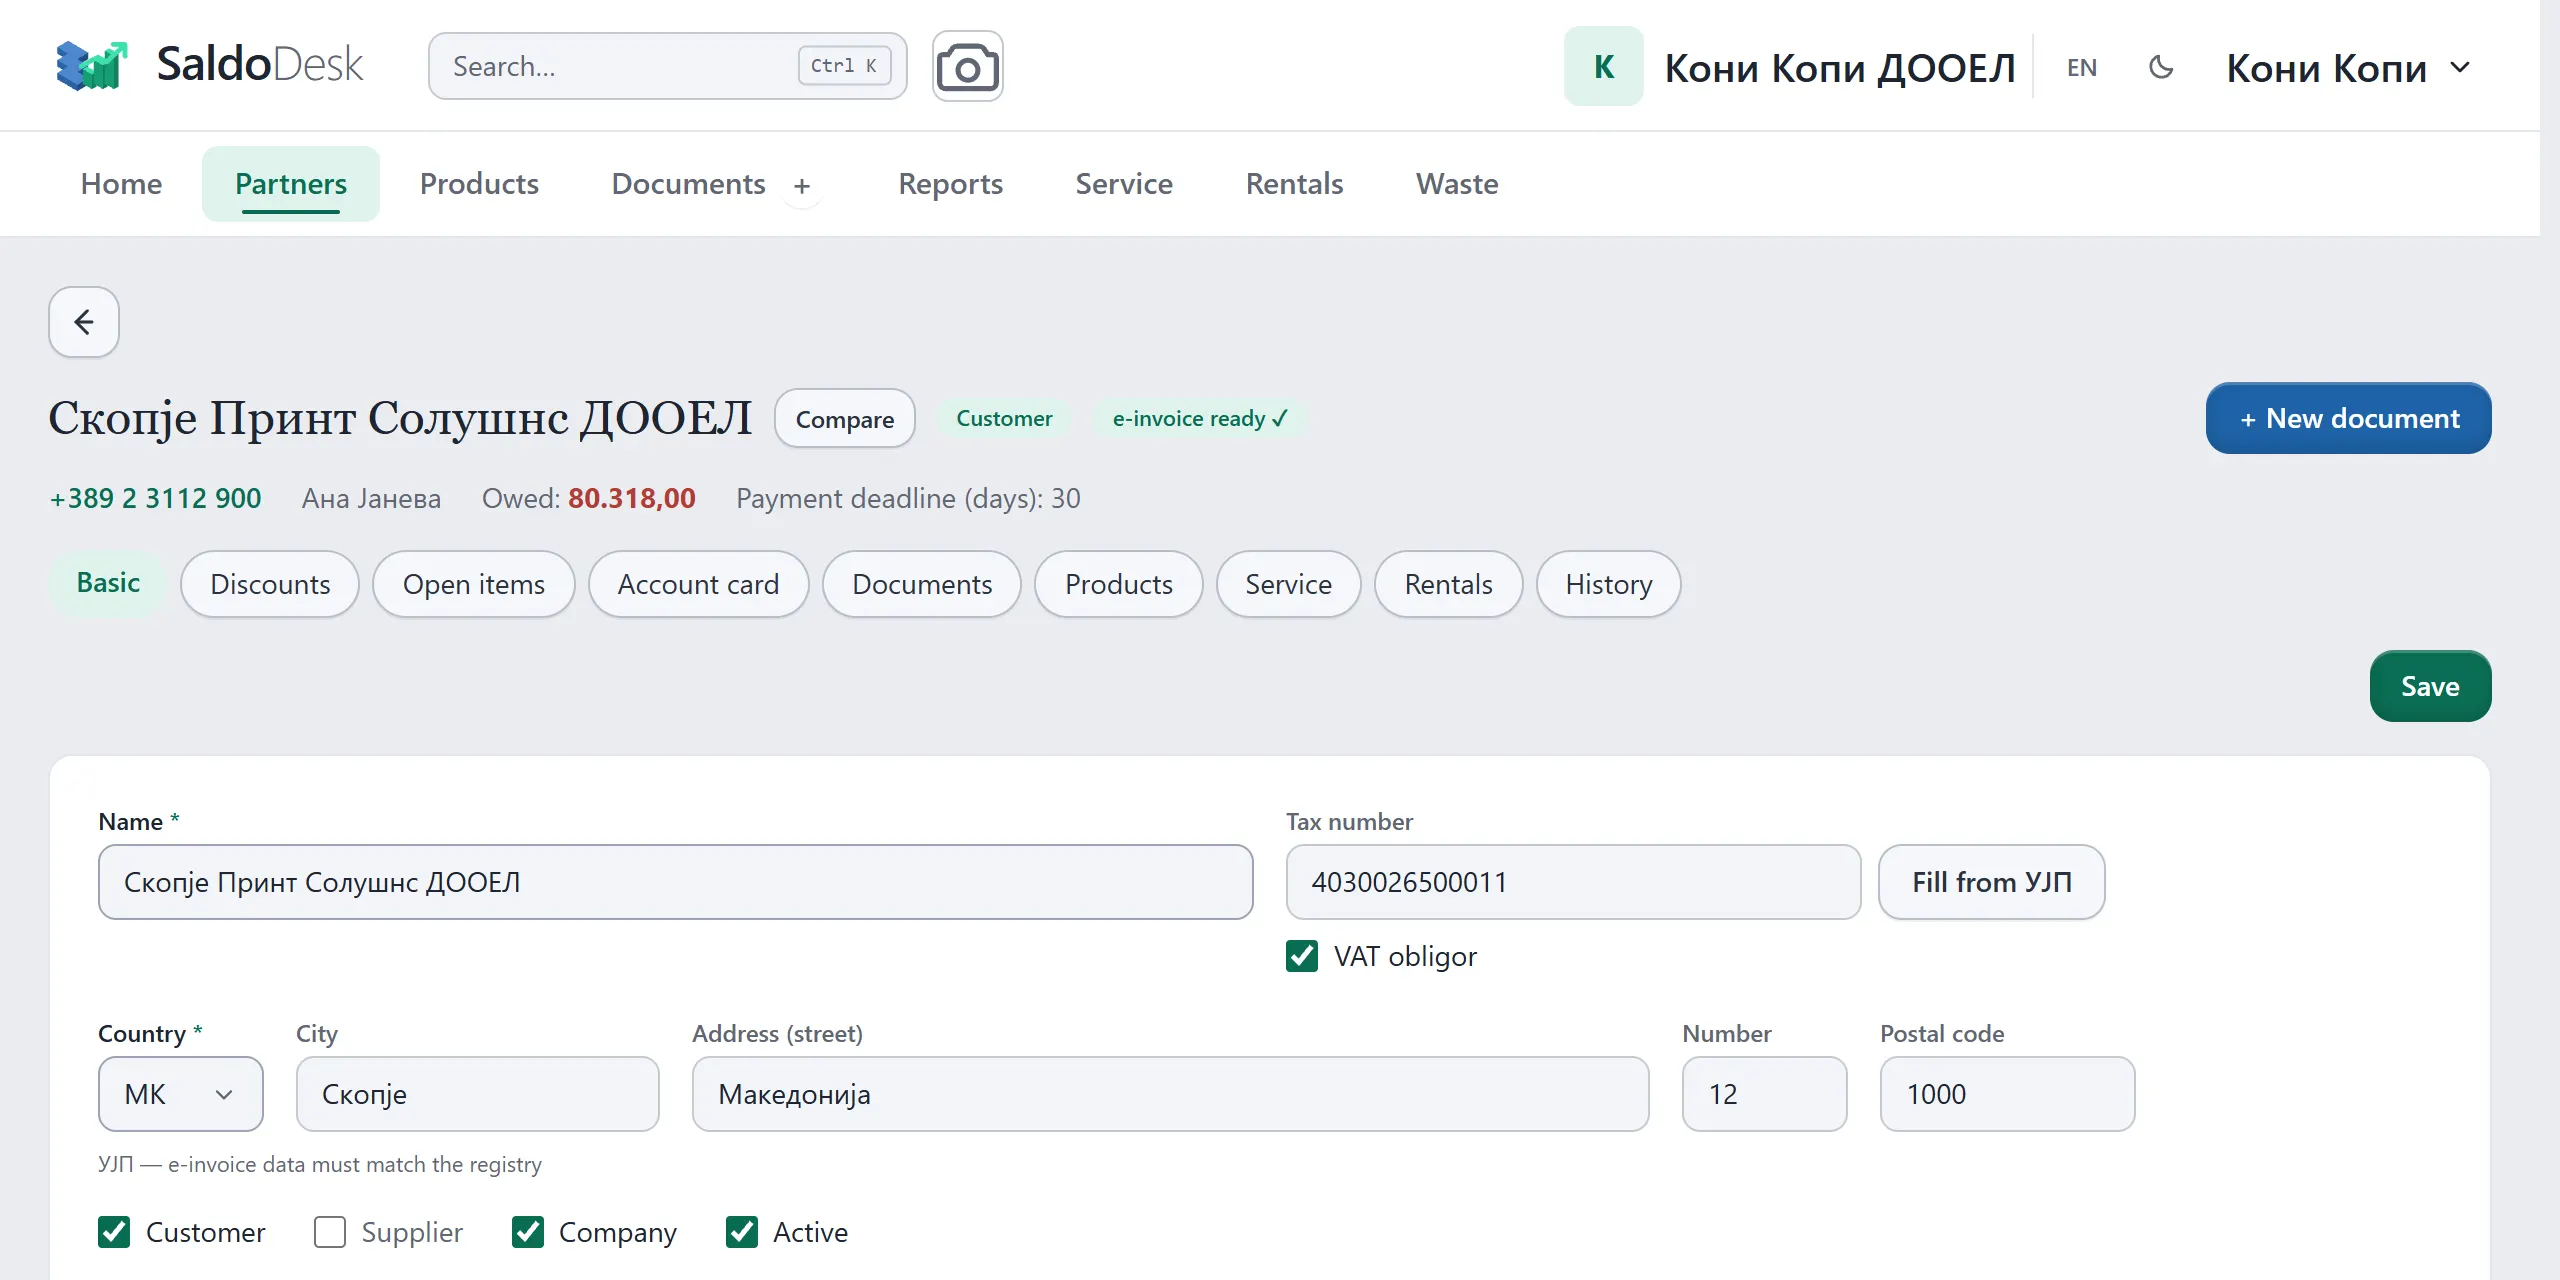 SaldoDesk
Search... Ctrl K
К Кони Копи ДООЕЛ EN Кони Копи
Home Partners Products Documents + Reports Service Rentals Waste
Скопје Принт Солушнс ДООЕЛ Compare Customer e-invoice ready ✓ + New document
+389 2 3112 900 Ана Јанева Owed: 80.318,00 Payment deadline (days): 30
Basic Discounts Open items Account card Documents Products Service Rentals History
Save
Name * Tax number
Скопје Принт Солушнс ДООЕЛ 4030026500011 Fill from УЈП
VAT obligor
Country * City Address (street) Number Postal code
МК Скопје Македонија 12 1000
УЈП — e-invoice data must match the registry
Customer Supplier Company Active